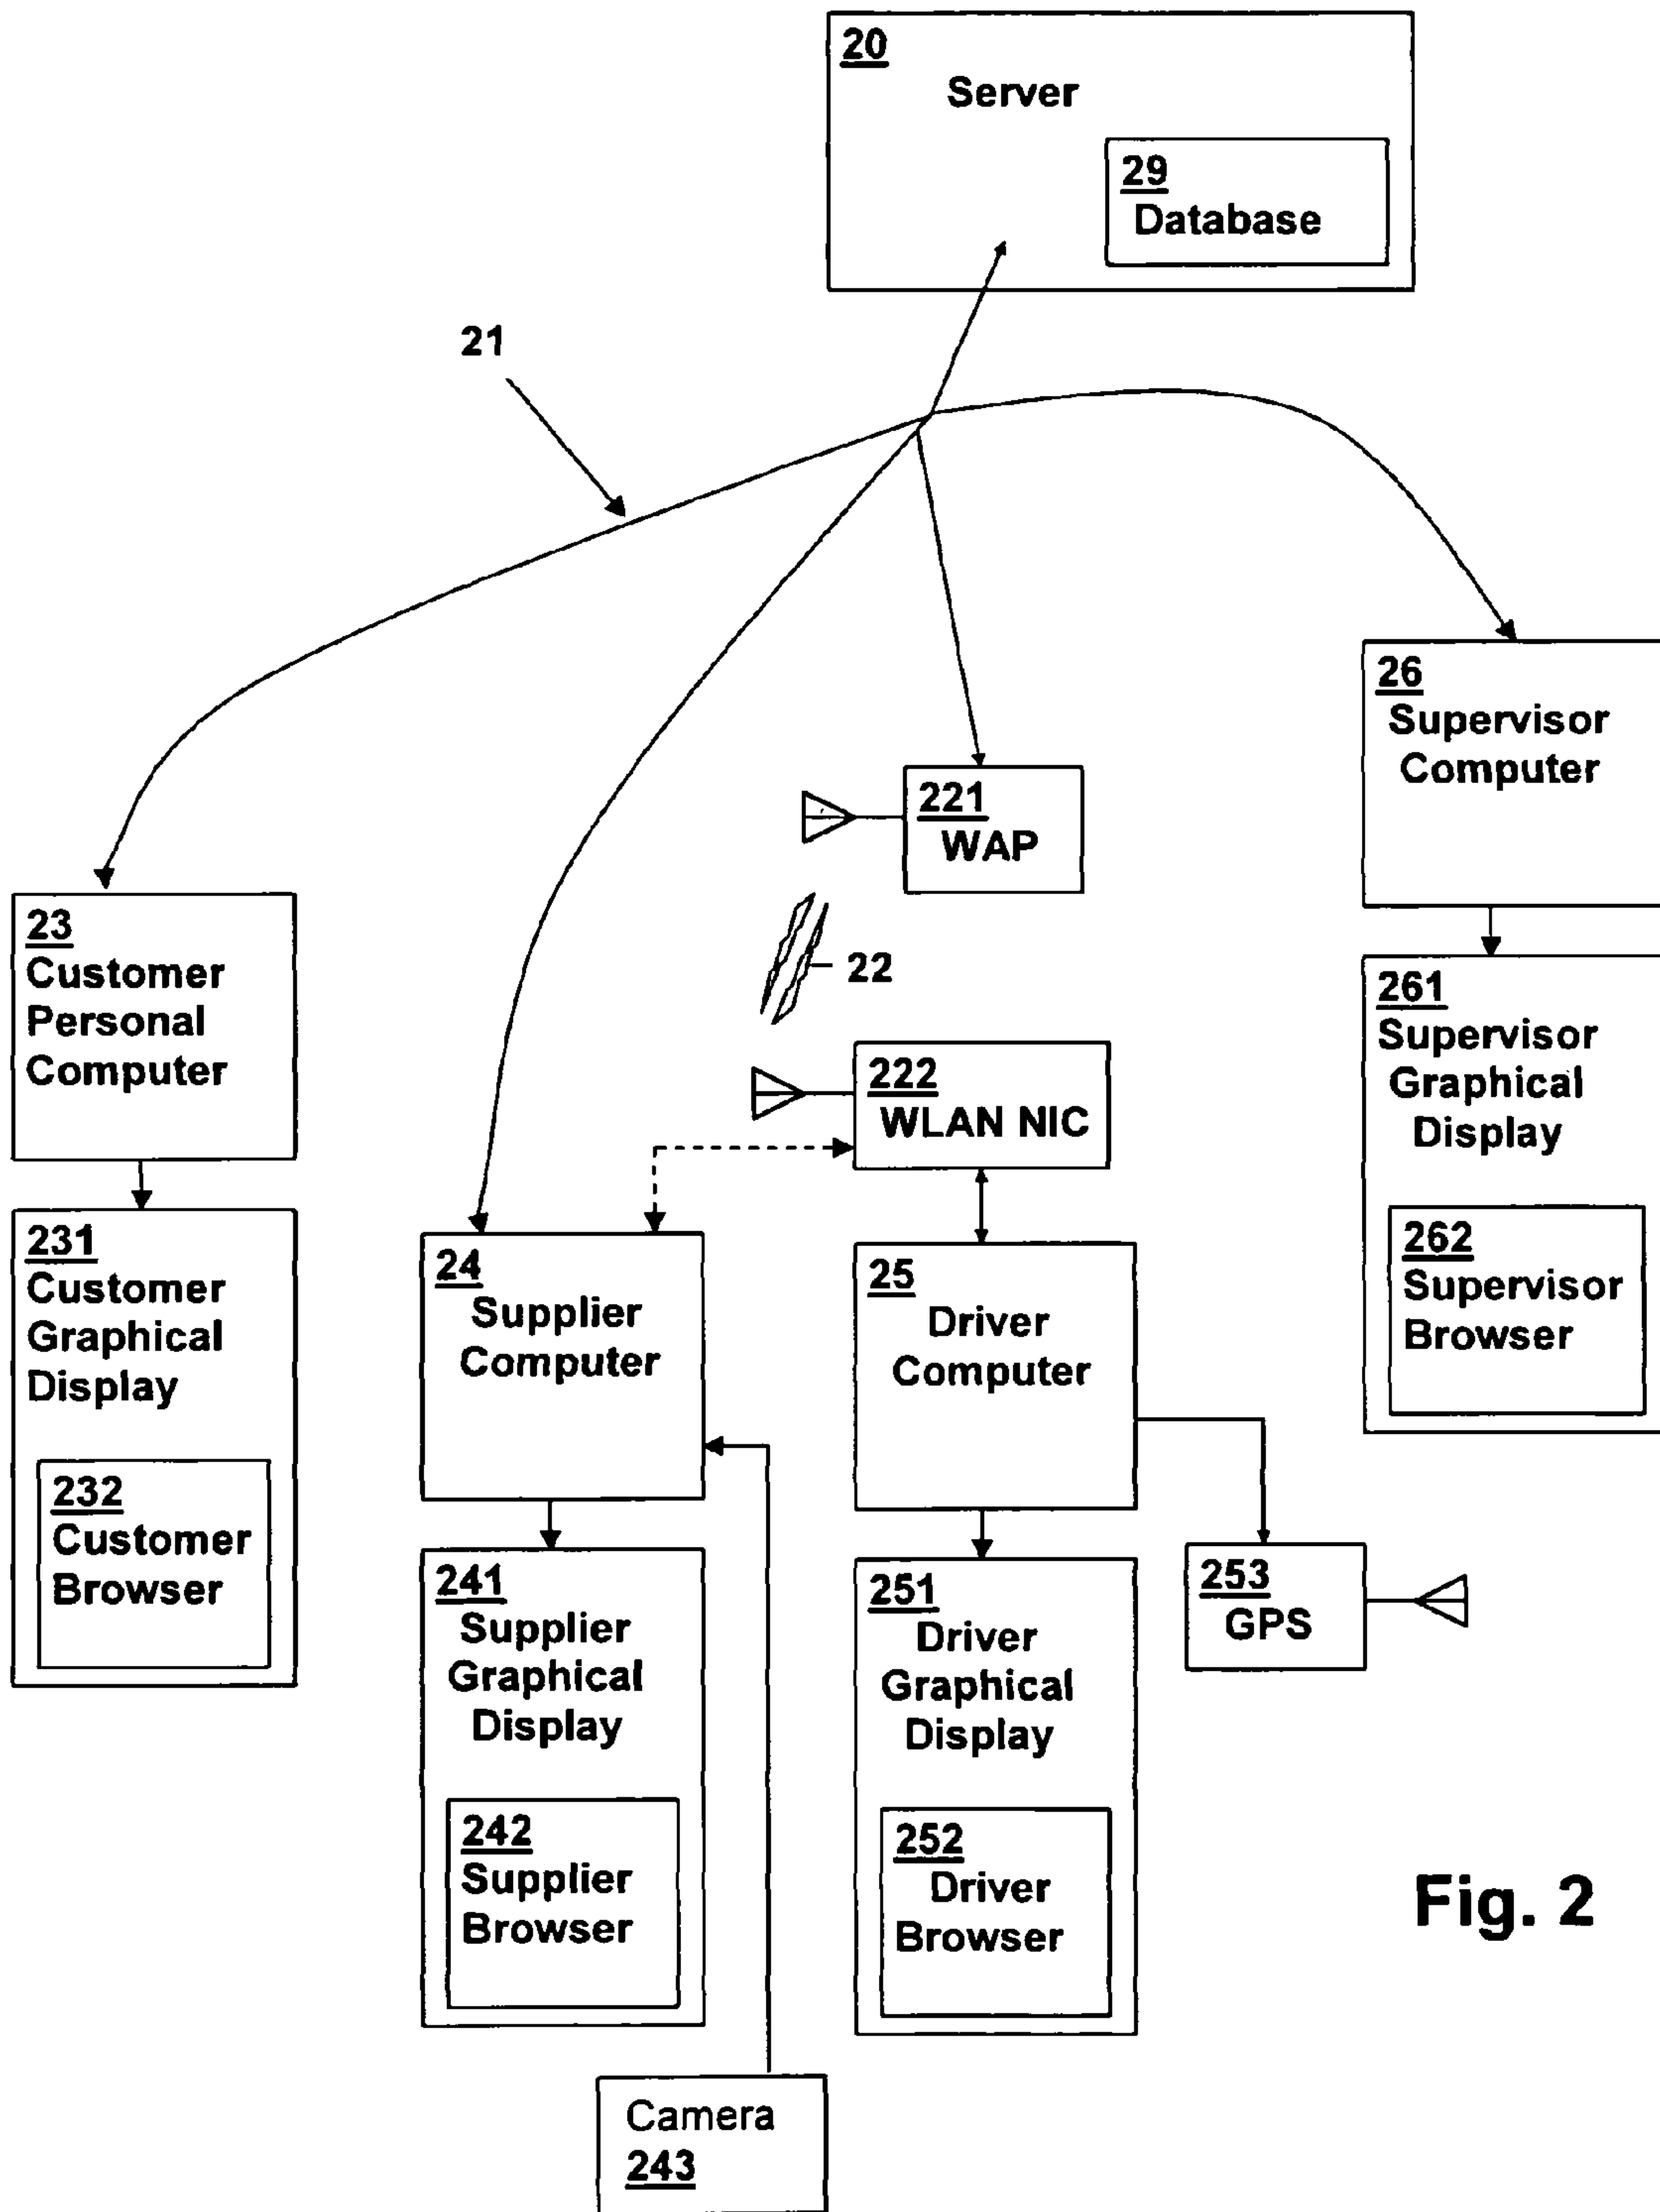 20
Server
29
Database
21
26
Supervisor
Computer
221
WAP
23
Customer
Personal
Computer
22
261
Supervisor
Graphical
Display
222
WLAN NIC
231
Customer
Graphical
Display
24
Supplier
Computer
25
Driver
Computer
262
Supervisor
Browser
232
Customer
Browser
241
Supplier
Graphical
Display
251
Driver
Graphical
Display
253
GPS
242
Supplier
Browser
252
Driver
Browser
Fig. 2
Camera
243